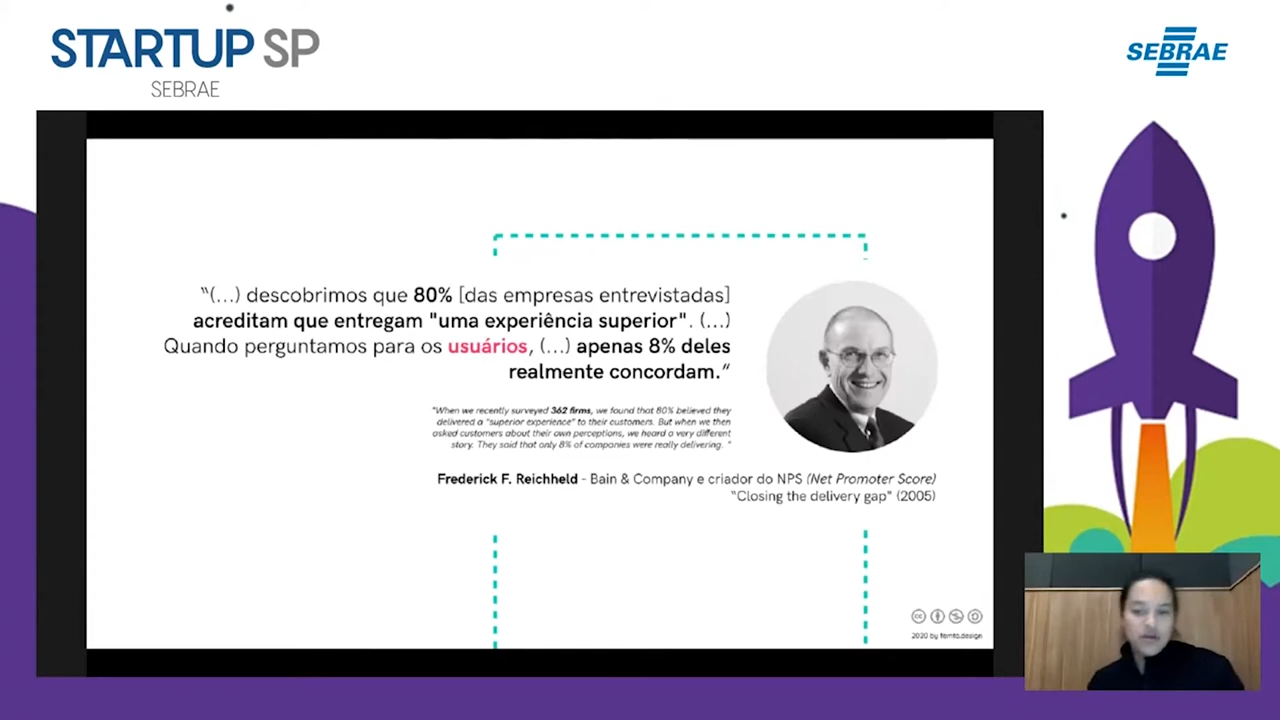 STARTUP SP
SEBRAE
SEBRAE
“(...) descobrimos que 80% [das empresas entrevistadas]
acreditam que entregam "uma experiência superior". (...)
Quando perguntamos para os usuários, (...) apenas 8% deles
realmente concordam.”
"When we recently surveyed 362 firms, we found that 80% believed they
delivered a "superior experience" to their customers. But when we then
asked customers about their own perceptions, we heard a very different
story. They said that only 8% of companies were really delivering. "
Frederick F. Reichheld - Bain & Company e criador do NPS (Net Promoter Score)
“Closing the delivery gap" (2005)
2020 by femto.design